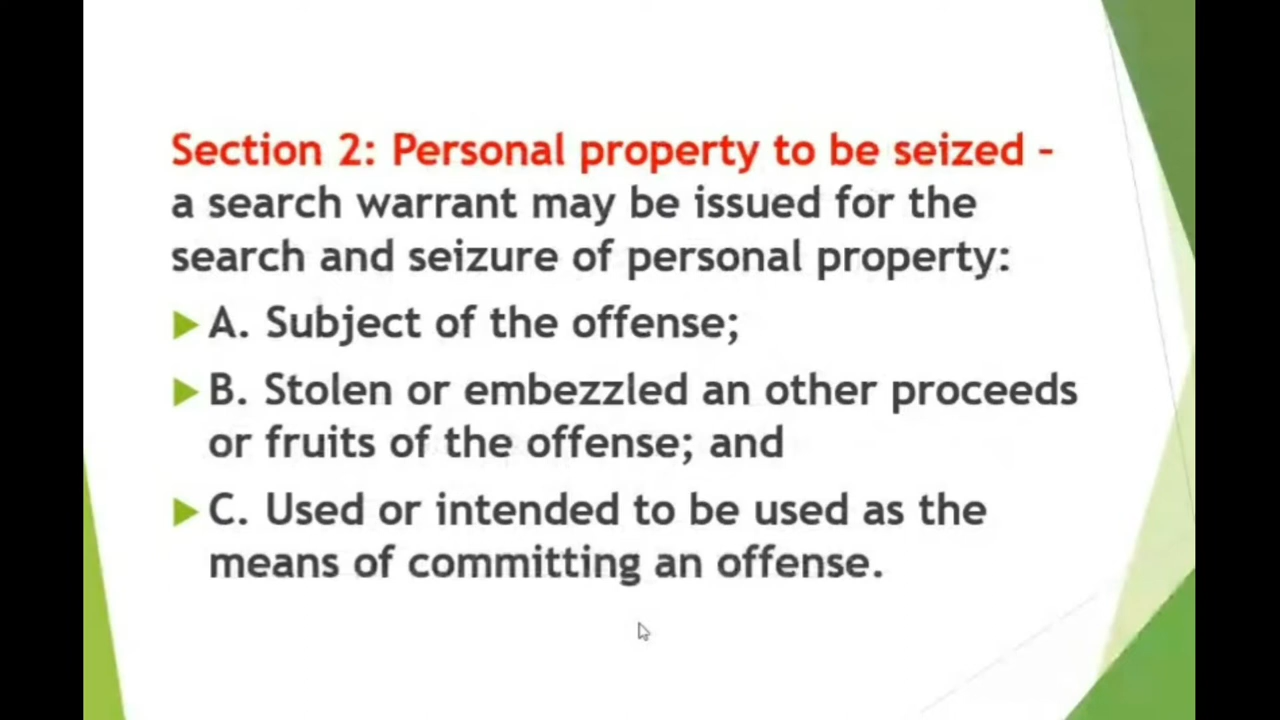 Section 2: Personal property to be seized –
a search warrant may be issued for the
search and seizure of personal property:
A. Subject of the offense;
B. Stolen or embezzled an other proceeds
or fruits of the offense; and
C. Used or intended to be used as the
means of committing an offense.